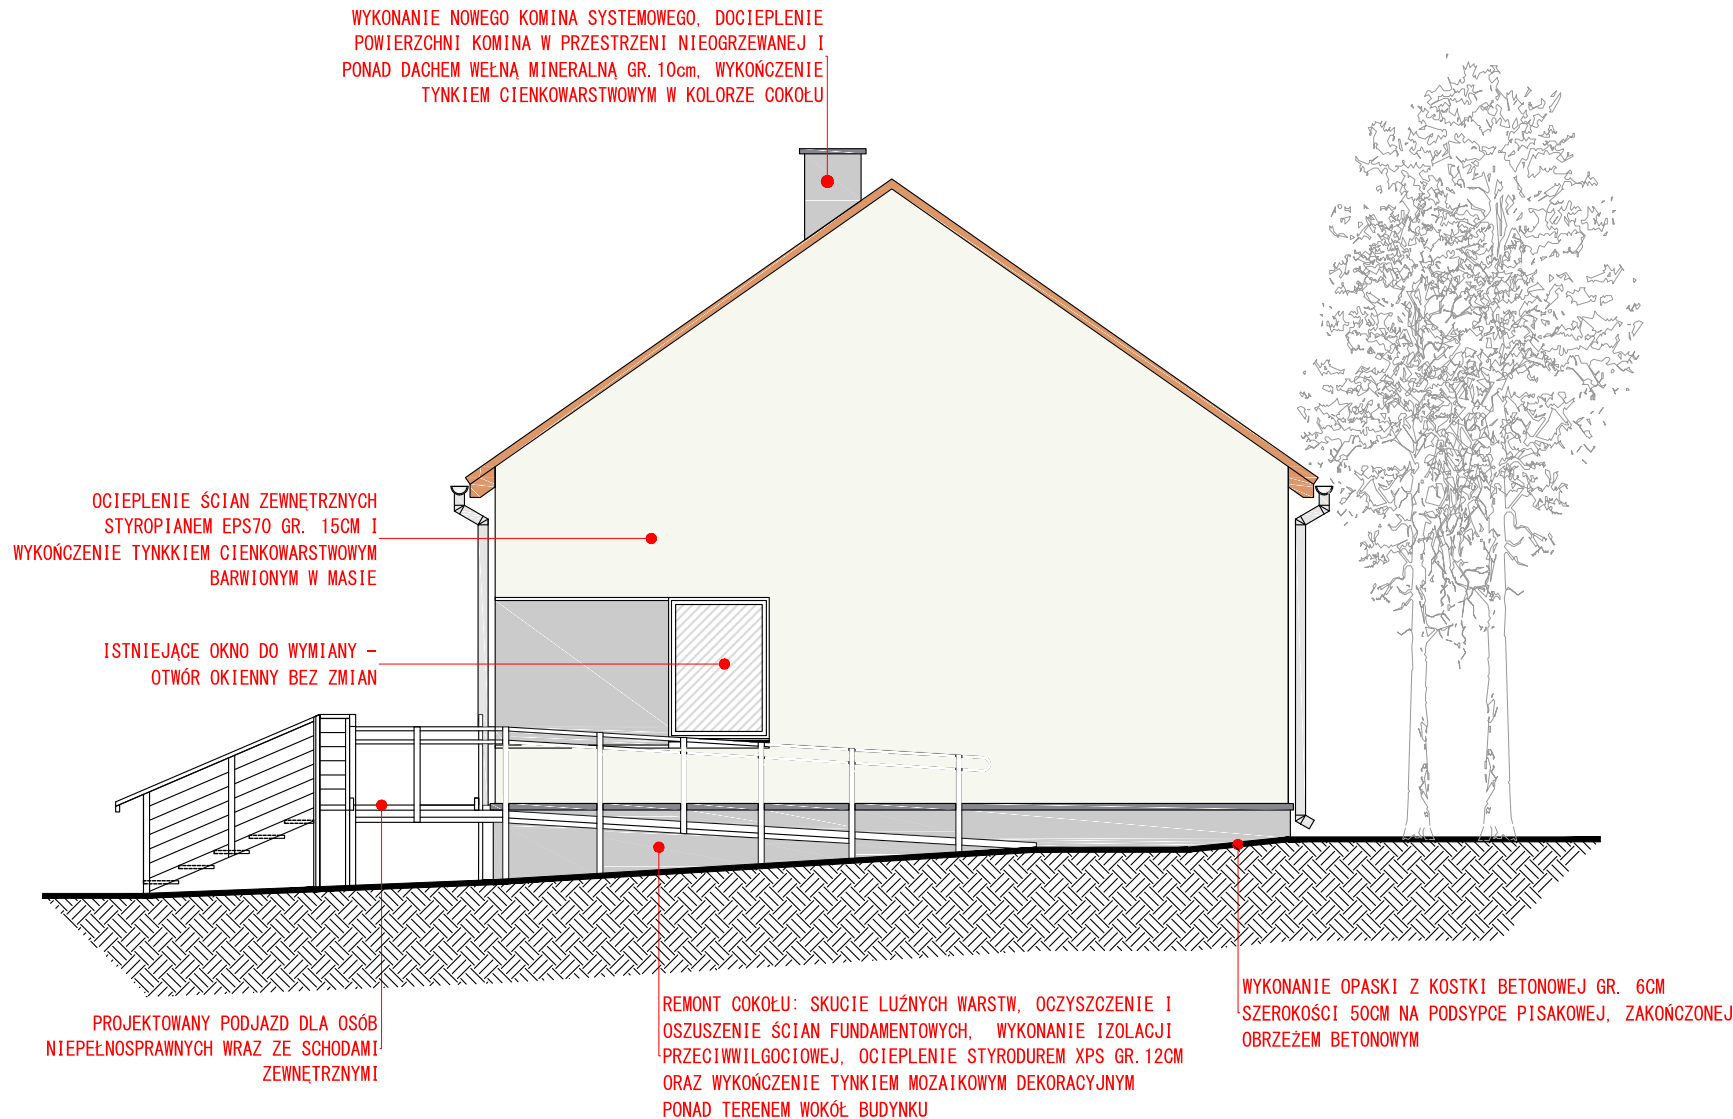 WYKONANIE NOWEGO KOMINA SYSTEMOWEGO, DOCIEPLENIE
POWIERZCHNI KOMINA W PRZESTRZENI NIEOGRZEWANEJ I
PONAD DACHEM WEŁNĄ MINERALNĄ GR.10cm, WYKOŃCZENIE
TYNKIEM CIENKOWARSTWOWYM W KOLORZE COKOŁU
OCIEPLENIE ŚCIAN ZEWNĘTRZNYCH
STYROPIANEM EPS70 GR. 15CM I
WYKOŃCZENIE TYNKKIEM CIENKOWARSTWOWYM
BARWIONYM W MASIE
ISTNIEJĄCE OKNO DO WYMIANY –
OTWÓR OKIENNY BEZ ZMIAN
PROJEKTOWANY PODJAZD DLA OSÓB
NIEPEŁNOSPRAWNYCH WRAZ ZE SCHODAMI
ZEWNĘTRZNYMI
REMONT COKOŁU: SKUCIE LUŹNYCH WARSTW, OCZYSZCZENIE I
OSZUSZENIE ŚCIAN FUNDAMENTOWYCH, WYKONANIE IZOLACJI
PRZECIWWILGOCIOWEJ, OCIEPLENIE STYRODUREM XPS GR.12CM
ORAZ WYKOŃCZENIE TYNKIEM MOZAIKOWYM DEKORACYJNYM
PONAD TERENEM WOKÓŁ BUDYNKU
WYKONANIE OPASKI Z KOSTKI BETONOWEJ GR. 6CM
SZEROKOŚCI 50CM NA PODSYPCE PISAKOWEJ, ZAKOŃCZONEJ
OBRZEŻEM BETONOWYM